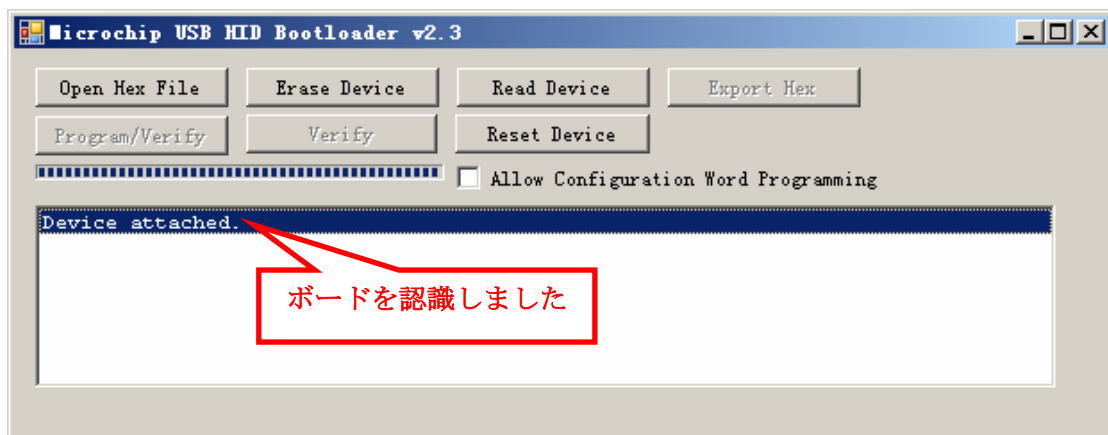 Microchip USB HID Bootloader v2.3
Open Hex File
Erase Device
Read Device
Export Hex
Program/Verify
Verify
Reset Device
Allow Configuration Word Programming
Device attached.
ボードを認識しました